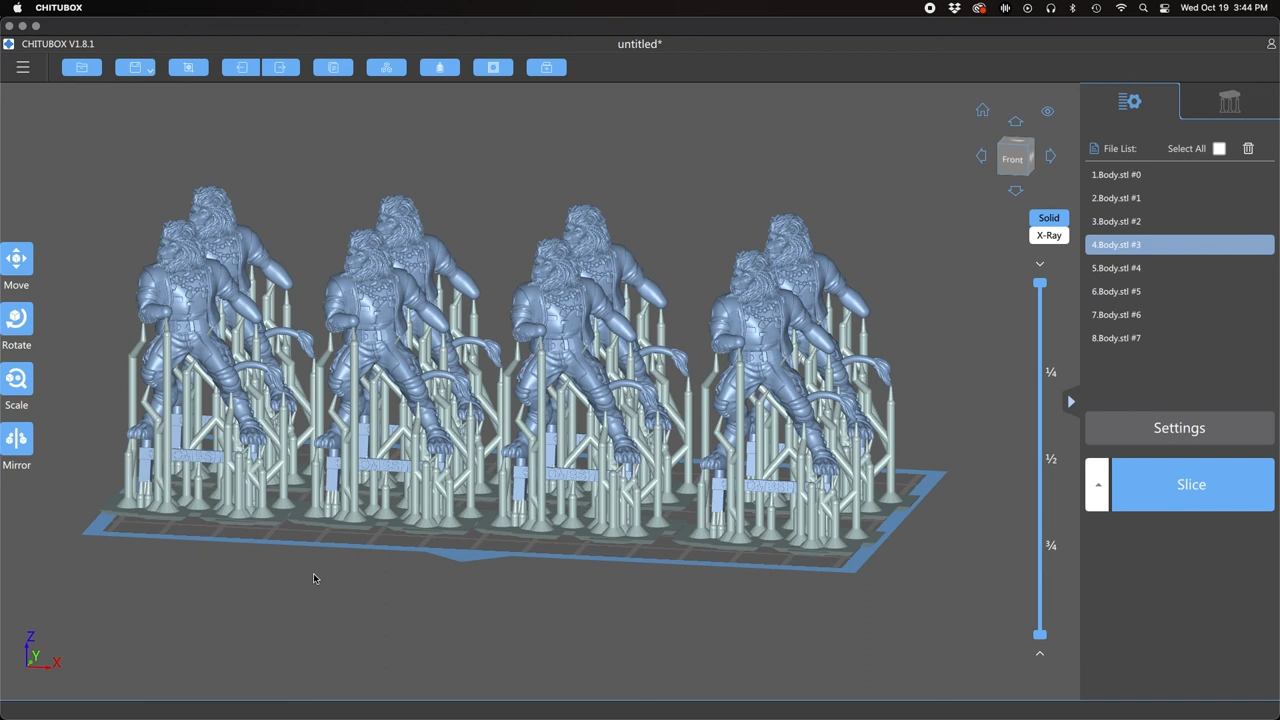 CHITUBOX
Wed Oct 19 3:44 PM
CHITUBOX V1.8.1
untitled*
Front
File List:
Select All
Solid
X-Ray
1.Body.stl #0
2.Body.stl #1
3.Body.stl #2
4.Body.stl #3
5.Body.stl #4
6.Body.stl #5
7.Body.stl #6
8.Body.stl #7
Move
Rotate
Scale
Mirror
¼
½
¾
Settings
Slice
Z
Y
X